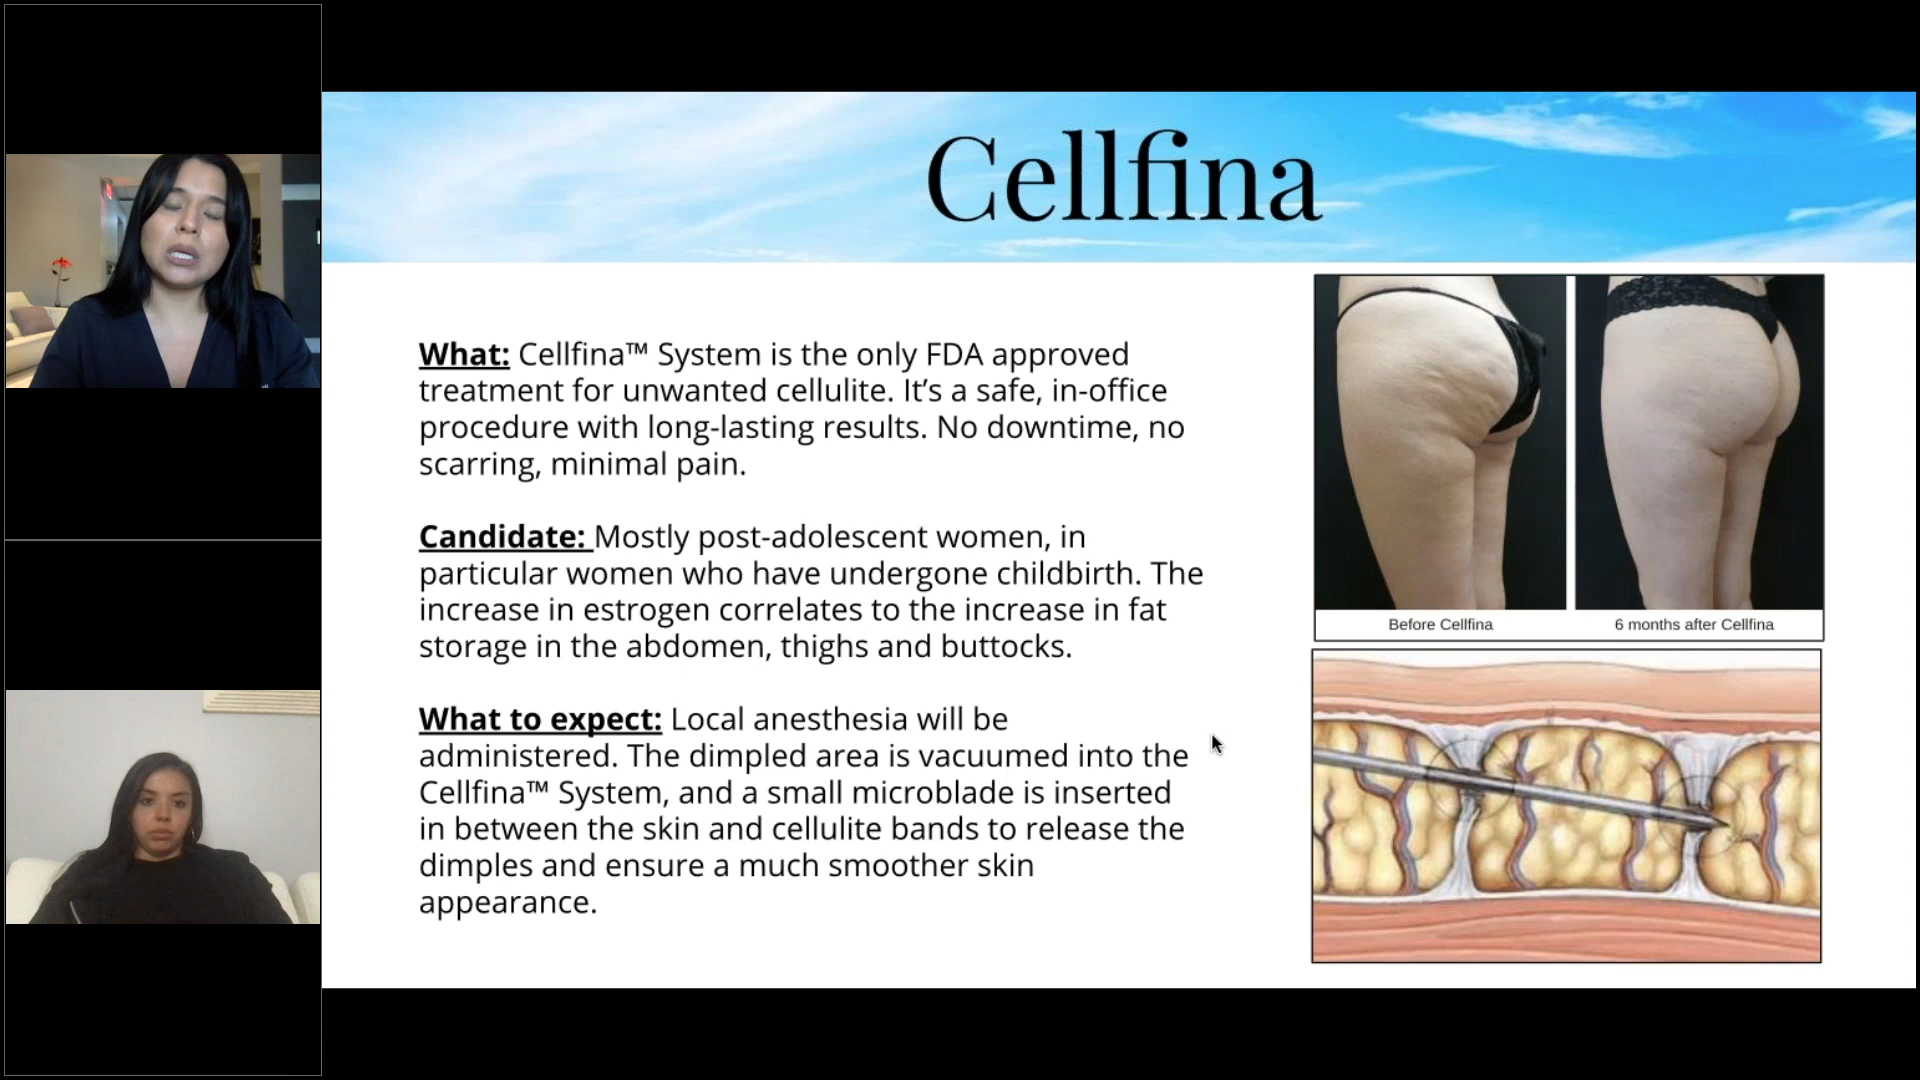 Cellfina
What: Cellfina™ System is the only FDA approved
treatment for unwanted cellulite. It’s a safe, in-office
procedure with long-lasting results. No downtime, no
scarring, minimal pain.
Candidate: Mostly post-adolescent women, in
particular women who have undergone childbirth. The
increase in estrogen correlates to the increase in fat
storage in the abdomen, thighs and buttocks.
What to expect: Local anesthesia will be
administered. The dimpled area is vacuumed into the
Cellfina™ System, and a small microblade is inserted
in between the skin and cellulite bands to release the
dimples and ensure a much smoother skin
appearance.
Before Cellfina
6 months after Cellfina